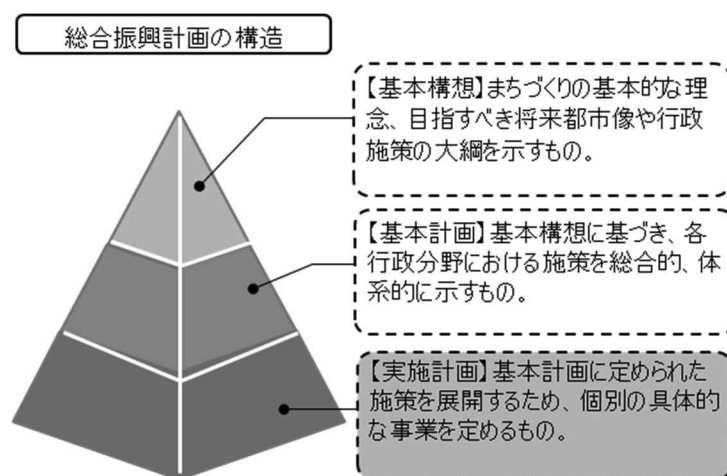 総合振興計画の構造
【基本構想】まちづくりの基本的な理
念、目指すべき将来都市像や行政
施策の大綱を示すもの。
【基本計画】基本構想に基づき、各
行政分野における施策を総合的、体
系的に示すもの。
【実施計画】基本計画に定められた
施策を展開するため、個別の具体的
な事業を定めるもの。